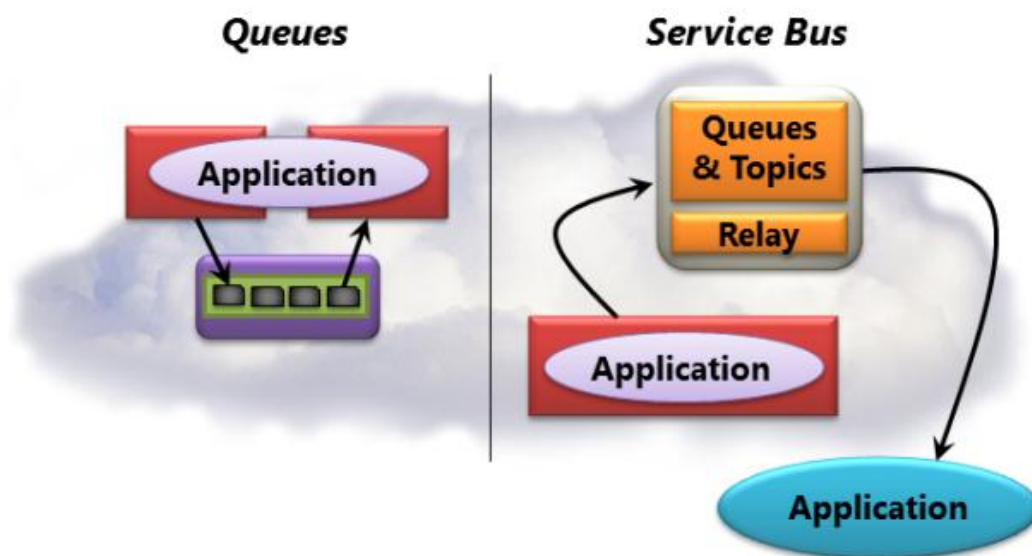 Queues
Service Bus
Application
Queues
& Topics
Relay
Application
Application